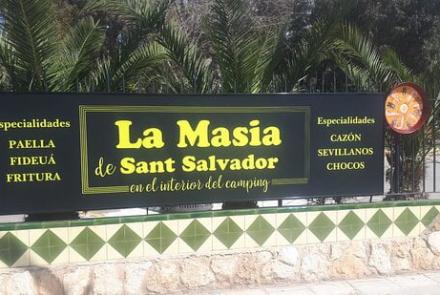 Especialidades
PAELLA
FIDEUÁ
FRITURA
La Masia
de Sant Salvador
en el interior del camping
Especialidades
CAZÓN
SEVILLANOS
CHOCOS